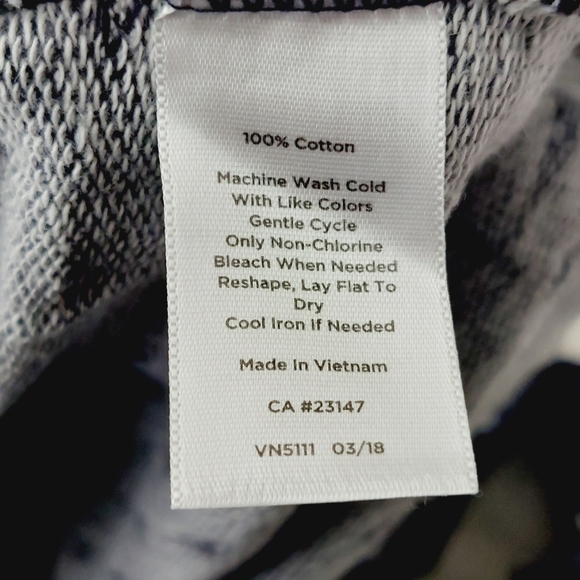 100% Cotton
Machine Wash Cold
With Like Colors
Gentle Cycle
Only Non-Chlorine
Bleach When Needed
Reshape, Lay Flat To
Dry
Cool Iron If Needed
Made In Vietnam
CA #23147
VN5111 03/18